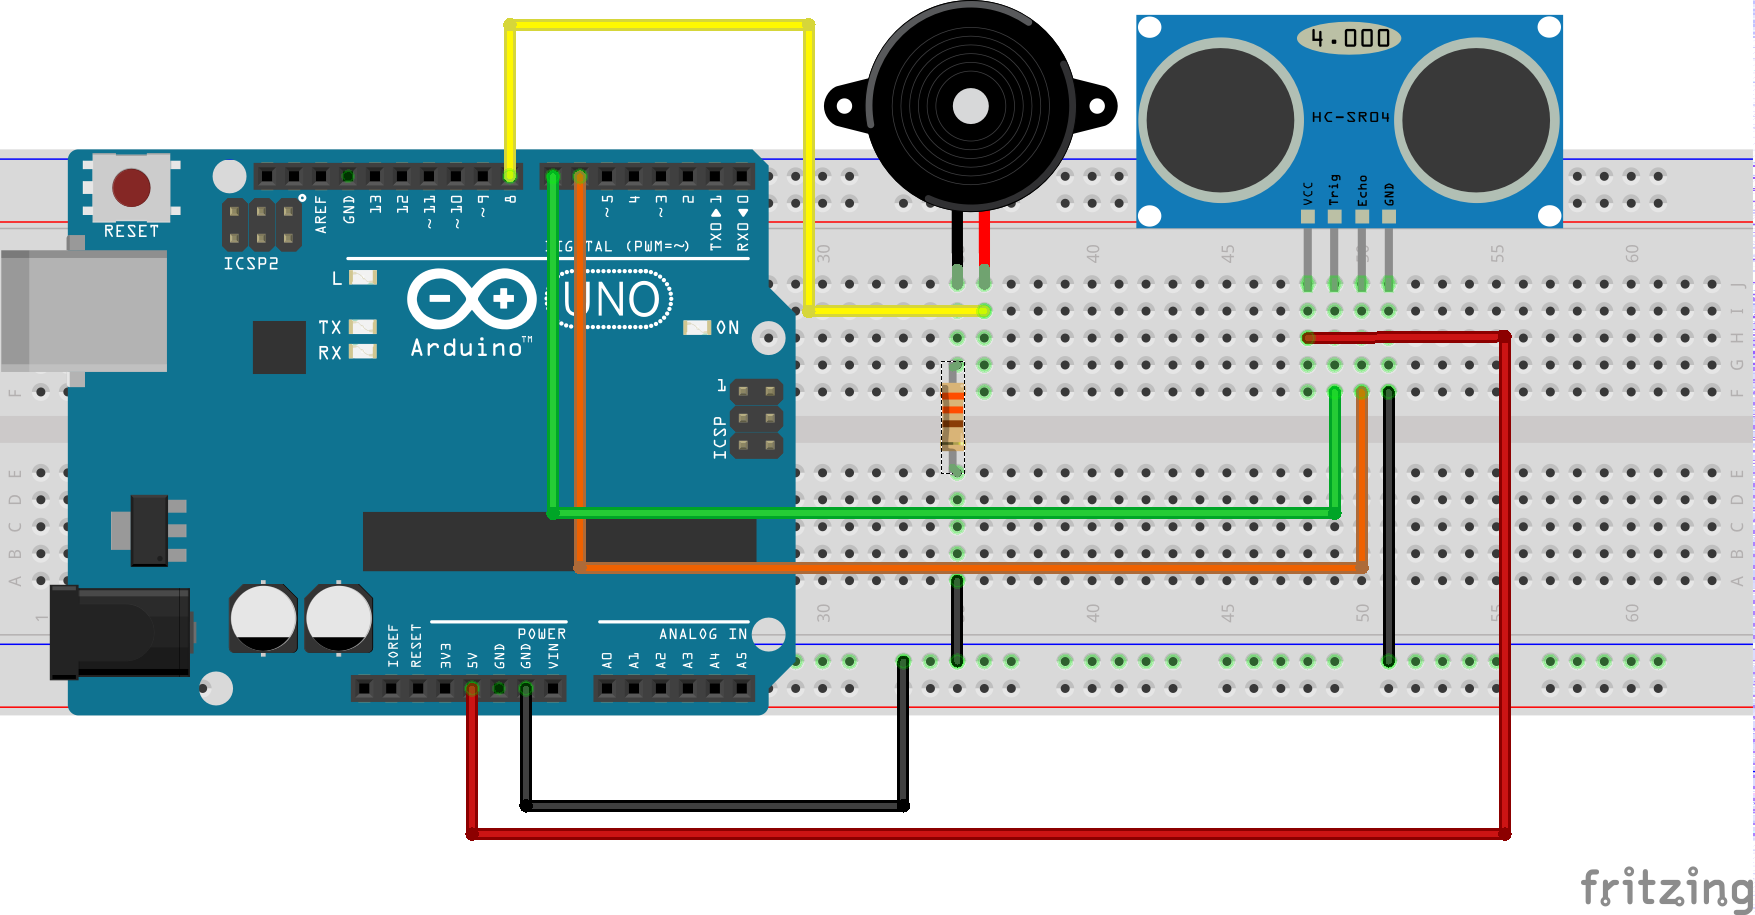 4.000
HC-SR04
VCC
Trig
Echo
GND
RESET
ICSP2
AREF
GND
13
12
~11
~10
~9
8
~5
4
~3
2
TX0▶1
RX0◀0
DIGITAL (PWM=~)
L
TX
RX
UNO
Arduino™
ON
1
ICSP
30
40
45
50
55
60
J
I
H
G
F
F
E
D
C
B
A
E
D
C
B
A
1
30
40
45
50
55
60
POWER
ANALOG IN
IOREF
RESET
3V3
5V
GND
GND
VIN
A0
A1
A2
A3
A4
A5
fritzing